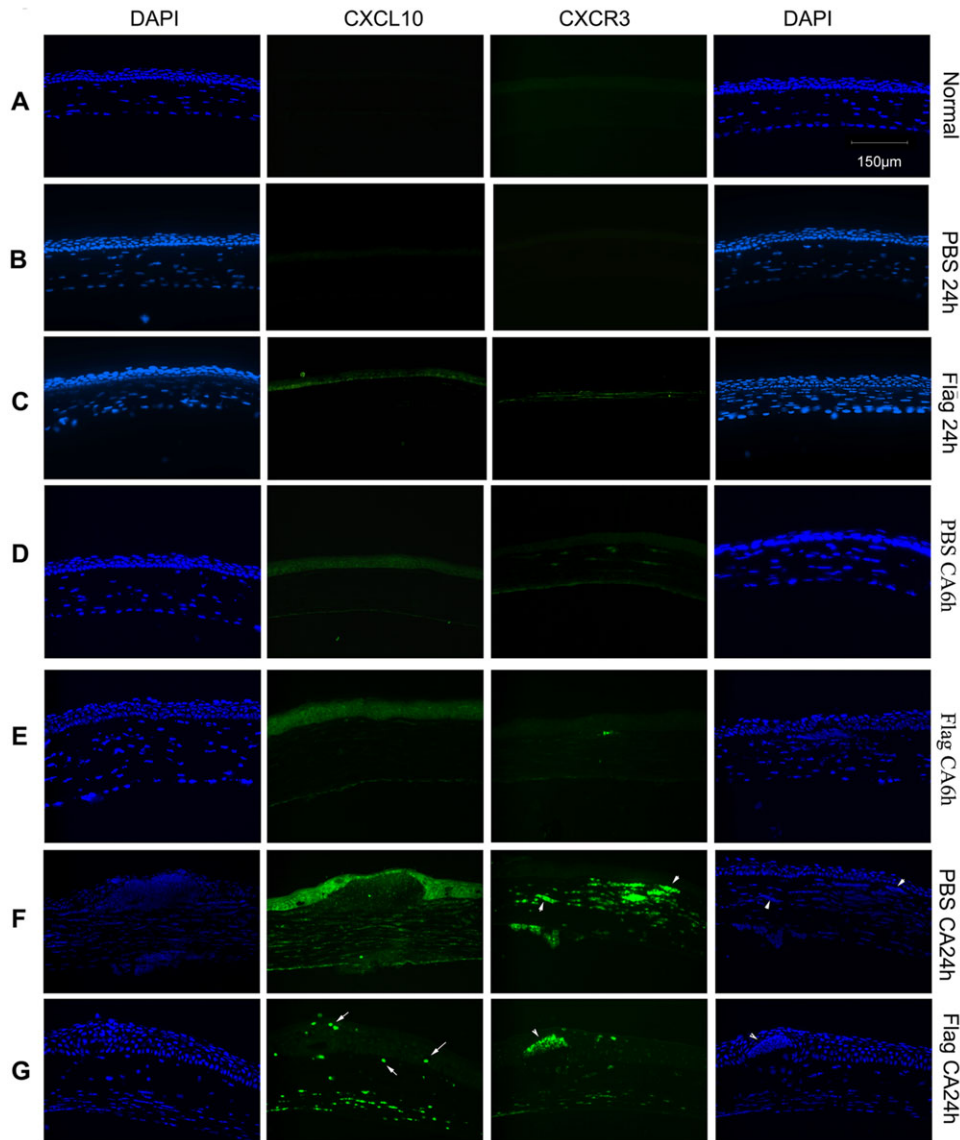 DAPI CXCL10 CXCR3 DAPI
A Normal
150μm
B PBS 24h
C Flag 24h
D PBS CA6h
E Flag CA6h
F PBS CA24h
G Flag CA24h